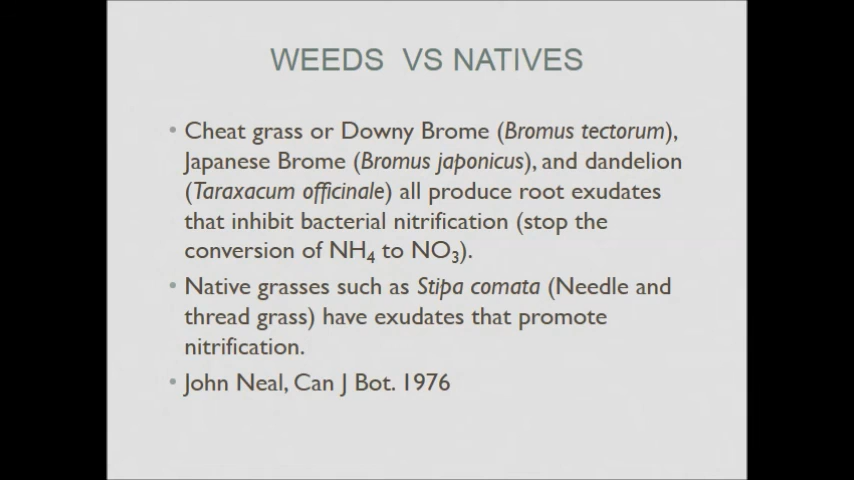 WEEDS VS NATIVES
• Cheat grass or Downy Brome (Bromus tectorum),
Japanese Brome (Bromus japonicus), and dandelion
(Taraxacum officinale) all produce root exudates
that inhibit bacterial nitrification (stop the
conversion of NH₄ to NO₃).
• Native grasses such as Stipa comata (Needle and
thread grass) have exudates that promote
nitrification.
• John Neal, Can J Bot. 1976